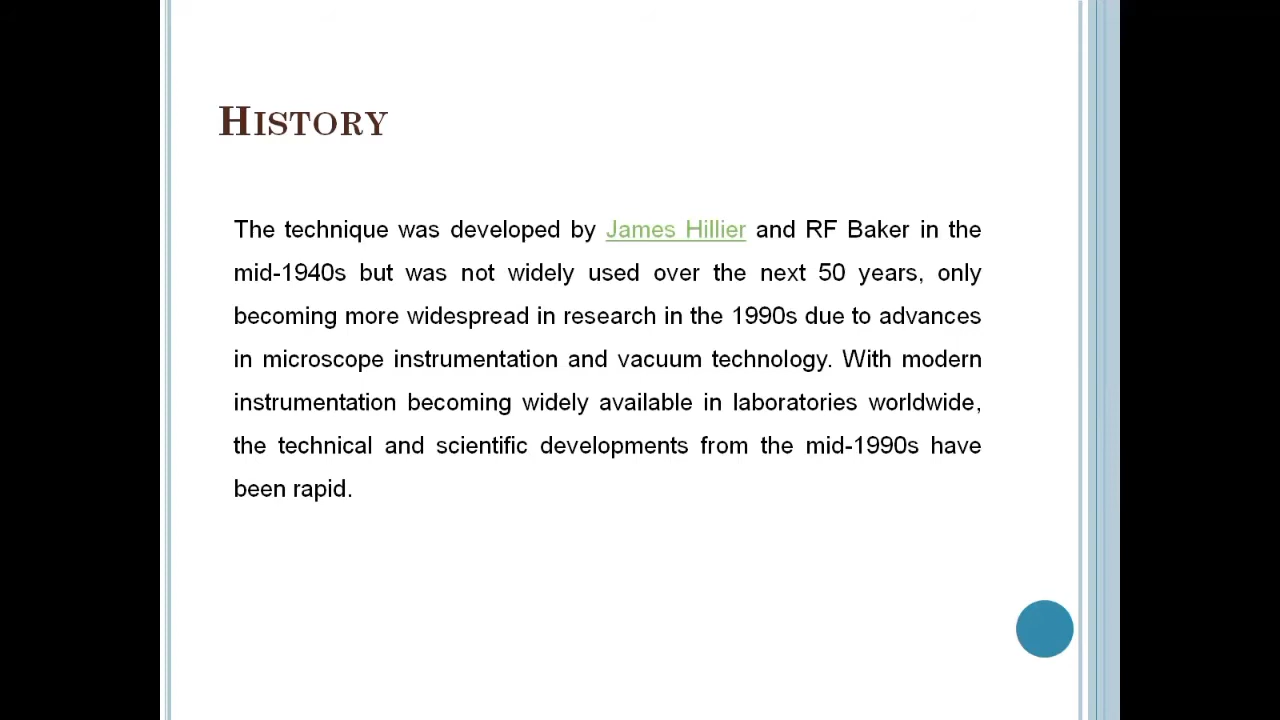 History
The technique was developed by James Hillier and RF Baker in the
mid-1940s but was not widely used over the next 50 years, only
becoming more widespread in research in the 1990s due to advances
in microscope instrumentation and vacuum technology. With modern
instrumentation becoming widely available in laboratories worldwide,
the technical and scientific developments from the mid-1990s have
been rapid.